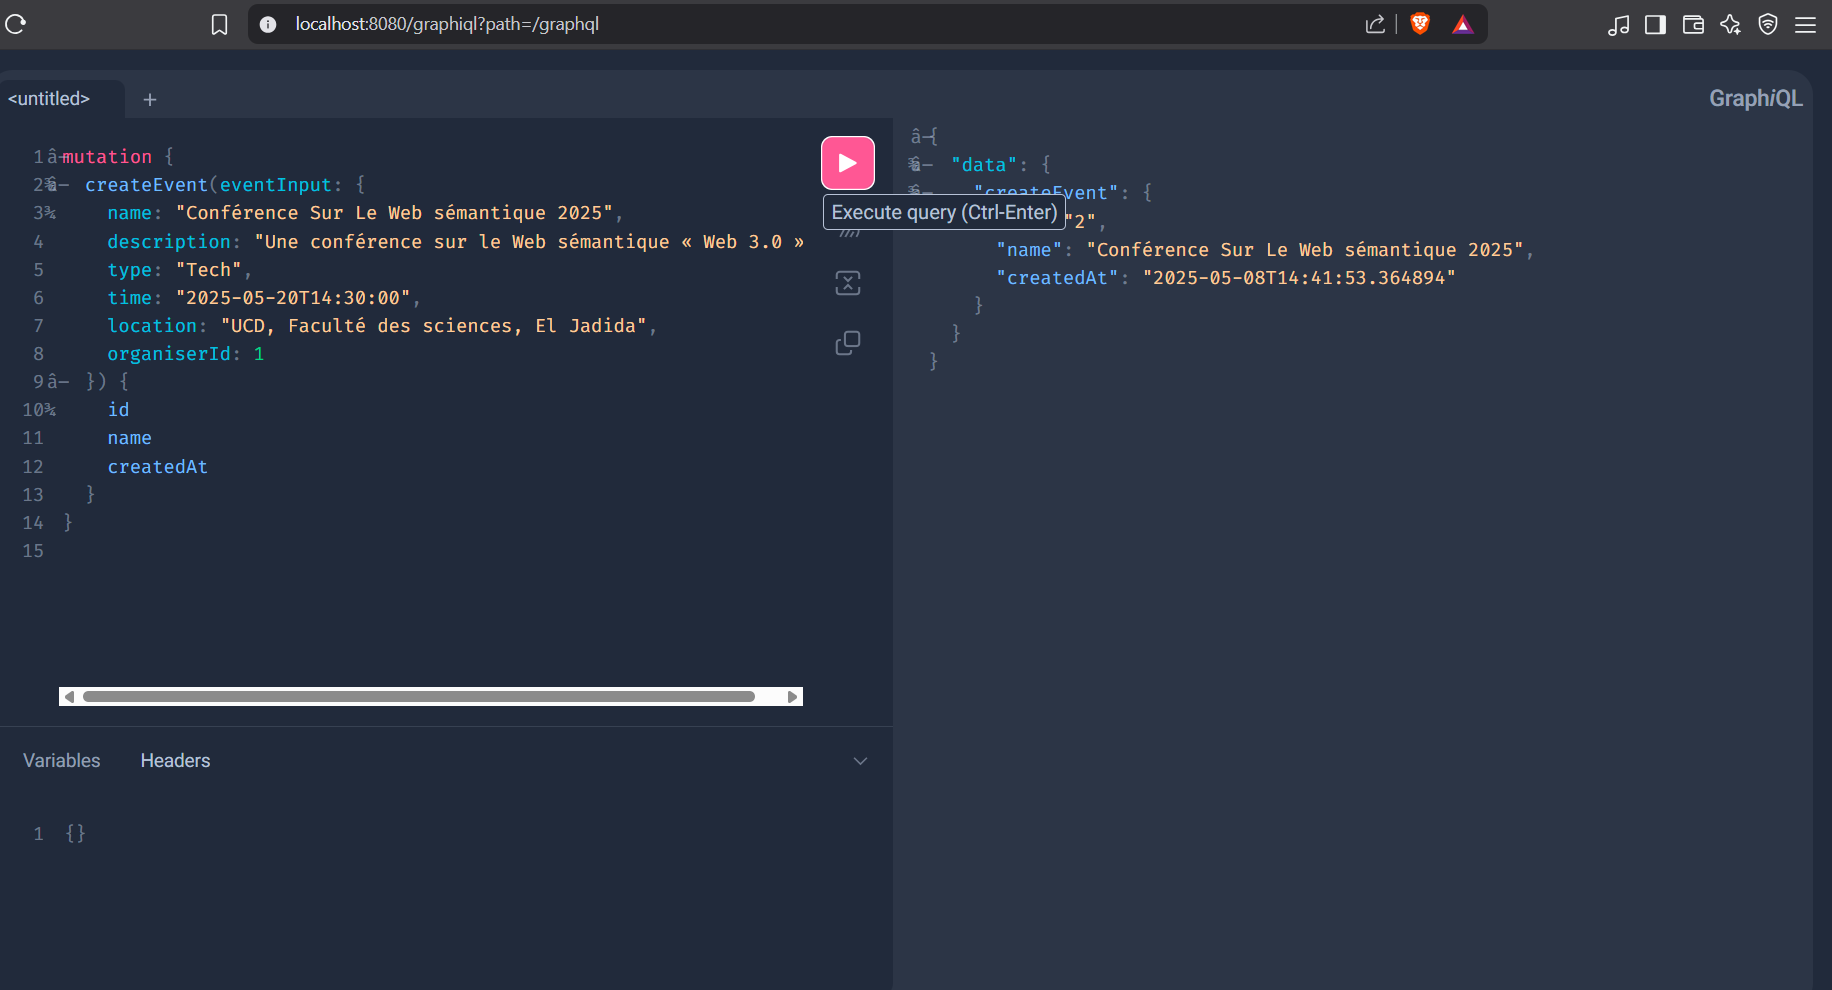 localhost:8080/graphiql?path=/graphql
<untitled>
+
GraphiQL
1 mutation {
2 createEvent(eventInput: {
3 name: "Conférence Sur Le Web sémantique 2025",
4 description: "Une conférence sur le Web sémantique « Web 3.0 »
5 type: "Tech",
6 time: "2025-05-20T14:30:00",
7 location: "UCD, Faculté des sciences, El Jadida",
8 organiserId: 1
9 }) {
10 id
11 name
12 createdAt
13 }
14 }
15
Execute query (Ctrl-Enter)
{
"data": {
"createEvent": {
"2",
"name": "Conférence Sur Le Web sémantique 2025",
"createdAt": "2025-05-08T14:41:53.364894"
}
}
}
Variables Headers
1 {}